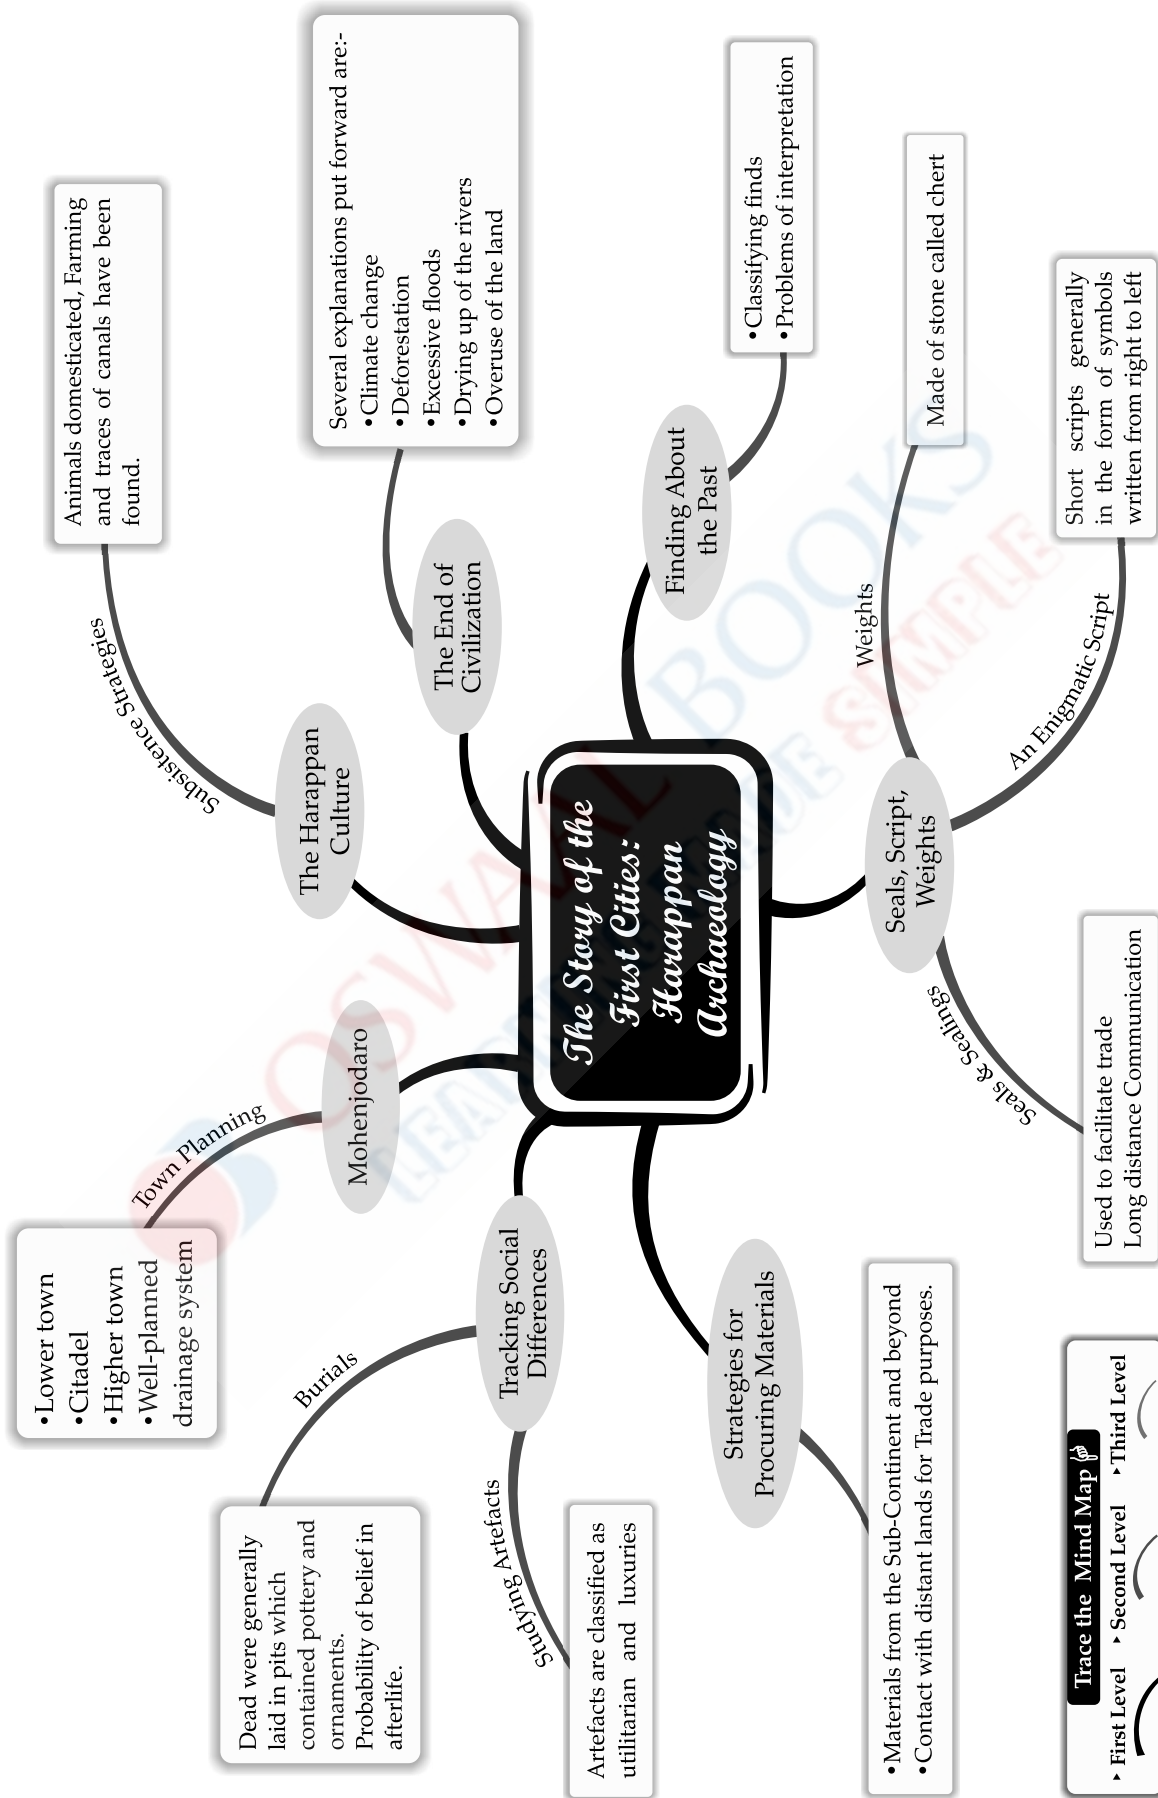 The Story of the
First Cities:
Harappan
Archaeology
Mohenjodaro
Town Planning
•Lower town
•Citadel
•Higher town
•Well-planned
drainage system
The Harappan
Culture
Subsistence Strategies
Animals domesticated, Farming
and traces of canals have been
found.
The End of
Civilization
Several explanations put forward are:-
•Climate change
•Deforestation
•Excessive floods
•Drying up of the rivers
•Overuse of the land
Finding About
the Past
•Classifying finds
•Problems of interpretation
Seals, Script,
Weights
Weights
Made of stone called chert
An Enigmatic Script
Short scripts generally
in the form of symbols
written from right to left
Seals & Sealings
Used to facilitate trade
Long distance Communication
Strategies for
Procuring Materials
•Materials from the Sub-Continent and beyond
•Contact with distant lands for Trade purposes.
Tracking Social
Differences
Burials
Dead were generally
laid in pits which
contained pottery and
ornaments.
Probability of belief in
afterlife.
Studying Artefacts
Artefacts are classified as
utilitarian and luxuries
Trace the Mind Map
First Level
Second Level
Third Level
OSWAAL BOOKS
LEARNING MADE SIMPLE